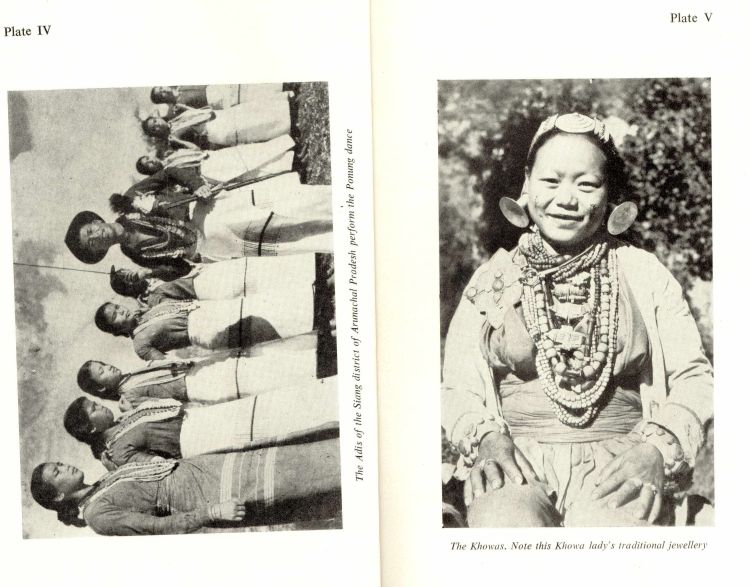 Plate IV
The Adis of the Siang district of Arunachal Pradesh perform the Ponung dance
Plate V
The Khowas. Note this Khowa lady's traditional jewellery